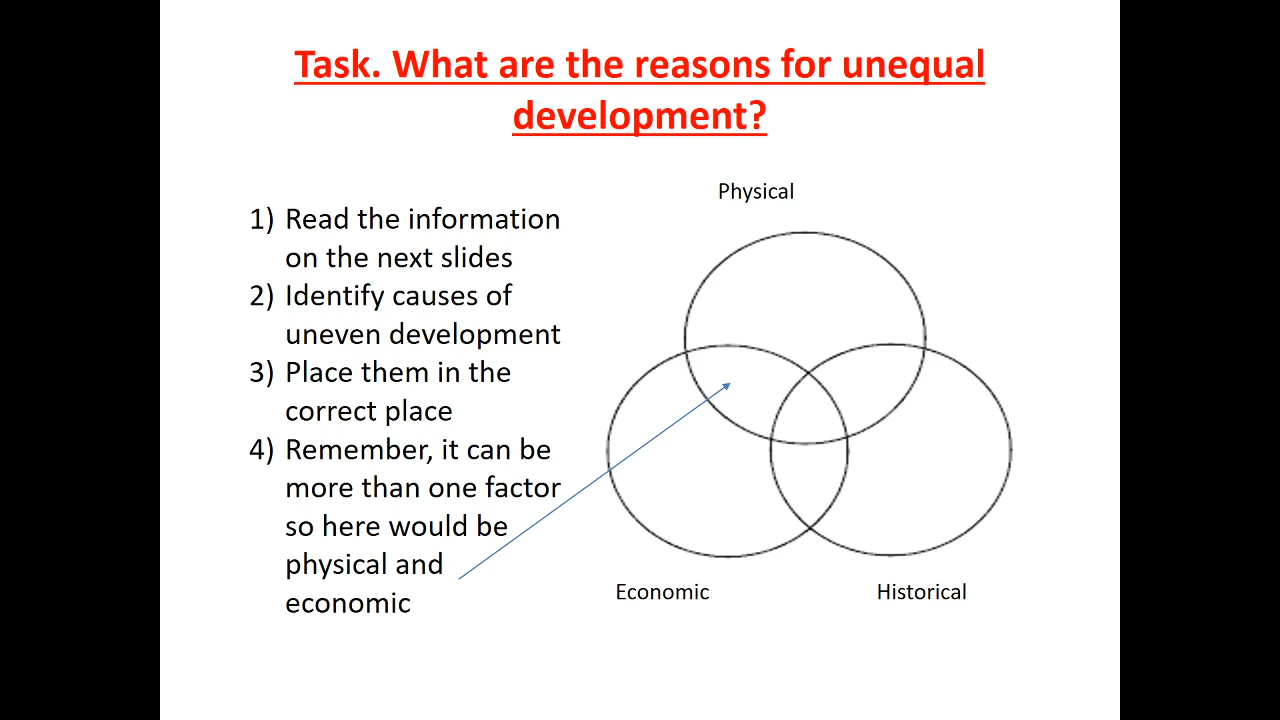 Task. What are the reasons for unequal
development?
1) Read the information
on the next slides
2) Identify causes of
uneven development
3) Place them in the
correct place
4) Remember, it can be
more than one factor
so here would be
physical and
economic
Physical
Economic
Historical